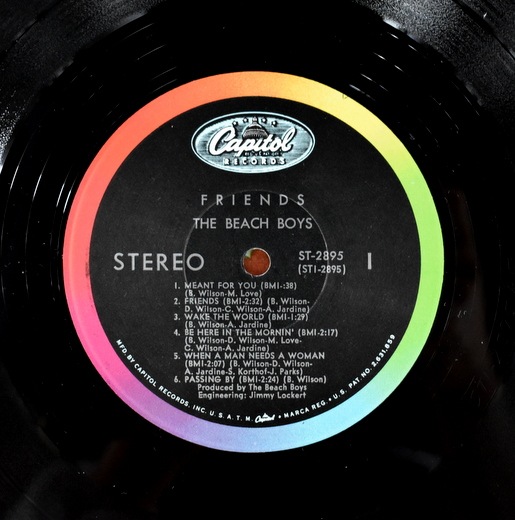 Capitol
RECORDS
FRIENDS
THE BEACH BOYS
STEREO
ST-2895
(ST1-2895)
1
1. MEANT FOR YOU (BMI-:38)
(B. Wilson-M. Love)
2. FRIENDS (BMI-2:32) (B. Wilson-
D. Wilson-C. Wilson-A. Jardine)
3. WAKE THE WORLD (BMI-1:29)
(B. Wilson-A. Jardine)
4. BE HERE IN THE MORNIN' (BMI-2:17)
(B. Wilson-D. Wilson-M. Love-
C. Wilson-A. Jardine)
5. WHEN A MAN NEEDS A WOMAN
(BMI-2:07) (B. Wilson-D. Wilson-
A. Jardine-S. Korthof-J. Parks)
6. PASSING BY (BMI-2:24) (B. Wilson)
Produced by The Beach Boys
Engineering: Jimmy Lockert
MFD. BY CAPITOL RECORDS, INC. U.S.A. T.M. Capitol • MARCA REG. • U.S. PAT. NO. 2,631,859